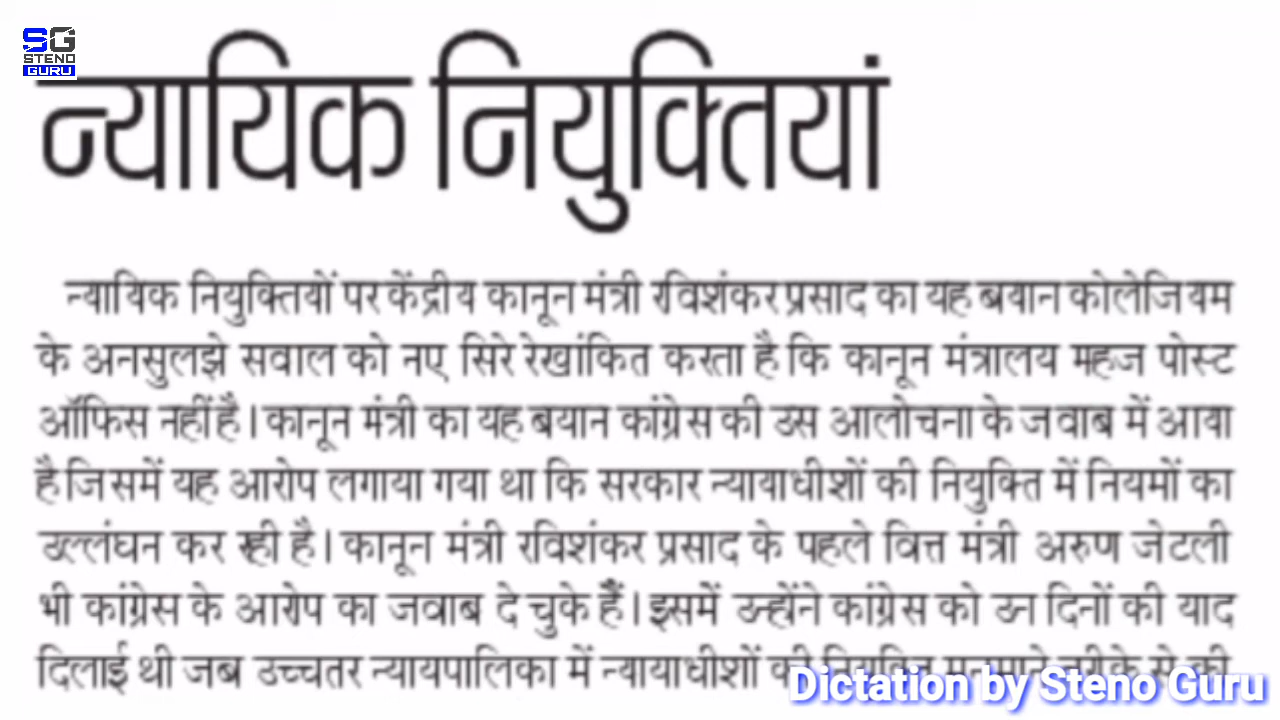 SG
STENO
GURU
न्यायिक नियुक्तियां
न्यायिक नियुक्तियों पर केंद्रीय कानून मंत्री रविशंकर प्रसाद का यह बयान कोलेजियम
के अनसुलझे सवाल को नए सिरे रेखांकित करता है कि कानून मंत्रालय महज पोस्ट
ऑफिस नहीं है। कानून मंत्री का यह बयान कांग्रेस की उस आलोचना के जवाब में आया
है जिसमें यह आरोप लगाया गया था कि सरकार न्यायाधीशों की नियुक्ति में नियमों का
उल्लंघन कर रही है। कानून मंत्री रविशंकर प्रसाद के पहले वित्त मंत्री अरुण जेटली
भी कांग्रेस के आरोप का जवाब दे चुके हैं। इसमें उन्होंने कांग्रेस को उन दिनों की याद
दिलाई थी जब उच्चतर न्यायपालिका में न्यायाधीशों की नियुक्ति मनमाने तरीके से की
Dictation by Steno Guru